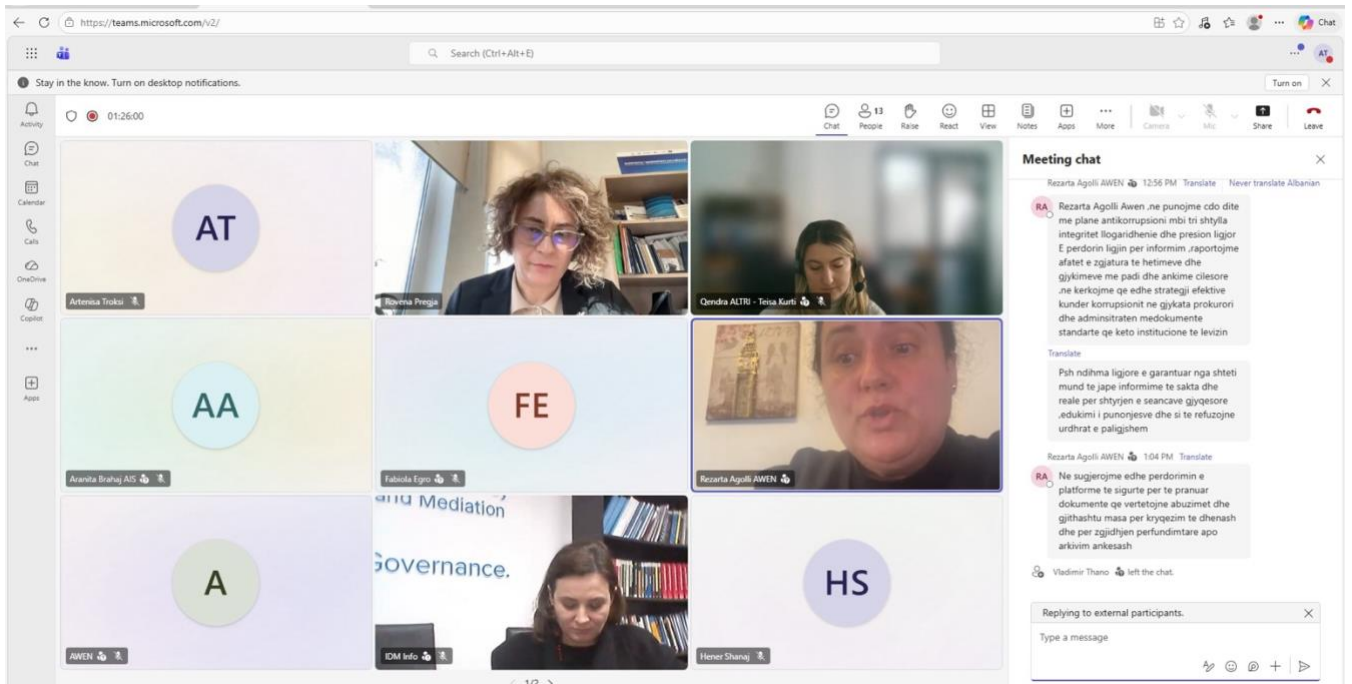 https://teams.microsoft.com/v2/
Chat
Search (Ctrl+Alt+E)
AT
Stay in the know. Turn on desktop notifications.
Turn on
Activity
Chat
Calendar
Calls
OneDrive
Copilot
Apps
01:26:00
Chat
13
People
Raise
React
View
Notes
Apps
More
Camera
Mic
Share
Leave
AT
Artenisa Troksi
Rovena Pregja
Qendra ALTRI - Teisa Kurti
AA
Aranita Brahaj AIS
FE
Fabiola Egro
Rezarta Agolli AWEN
A
AWEN
and Mediation
Governance.
IDM Info
HS
Hener Shanaj
1/2
Meeting chat
Rezarta Agolli AWEN 12:56 PM Translate Never translate Albanian
RA
Rezarta Agolli Awen .ne punojme cdo dite
me plane antikorrupsioni mbi tri shtylla
integritet llogaridhenie dhe presion ligjor
E perdorin ligjin per informim ,raportojme
afatet e zgjatura te hetimeve dhe
gjykimeve me padi dhe ankime cilesore
.ne kerkojme qe edhe strategji efektive
kunder korrupsionit ne gjykata prokurori
dhe adminsitraten medokumente
standarte qe keto institucione te levizin
Translate
Psh ndihma ligjore e garantuar nga shteti
mund te jape informime te sakta dhe
reale per shtyrjen e seancave gjyqesore
.edukimi i punonjesve dhe si te refuzojne
urdhrat e paligjshem
Rezarta Agolli AWEN 1:04 PM Translate
RA
Ne sugjerojme edhe perdorimin e
platforme te sigurte per te pranuar
dokumente qe vertetojne abuzimet dhe
gjithashtu masa per kryqezim te dhenash
dhe per zgjidhjen perfundimtare apo
arkivim ankesash
Vladimir Thano left the chat.
Replying to external participants.
Type a message